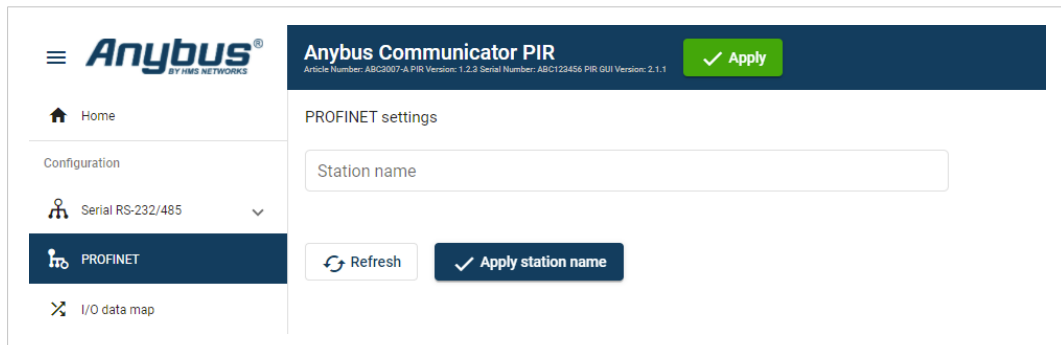 Anybus®
BY HMS NETWORKS
Anybus Communicator PIR
Article Number: ABC3007-A PIR Version: 1.2.3 Serial Number: ABC123456 PIR GUI Version: 2.1.1
Apply
Home
Configuration
Serial RS-232/485
PROFINET
I/O data map
PROFINET settings
Station name
Refresh
Apply station name